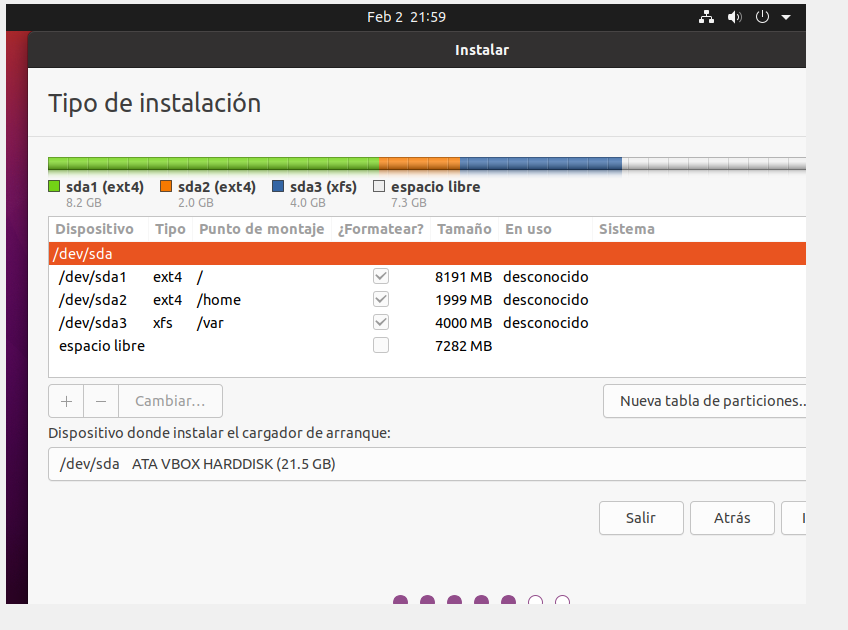 Feb 2 21:59
Instalar
Tipo de instalación
sda1 (ext4) sda2 (ext4) sda3 (xfs) espacio libre
8.2 GB 2.0 GB 4.0 GB 7.3 GB
Dispositivo Tipo Punto de montaje ¿Formatear? Tamaño En uso Sistema
/dev/sda
/dev/sda1 ext4 / 8191 MB desconocido
/dev/sda2 ext4 /home 1999 MB desconocido
/dev/sda3 xfs /var 4000 MB desconocido
espacio libre 7282 MB
+ − Cambiar... Nueva tabla de particiones..
Dispositivo donde instalar el cargador de arranque:
/dev/sda ATA VBOX HARDDISK (21.5 GB)
Salir Atrás